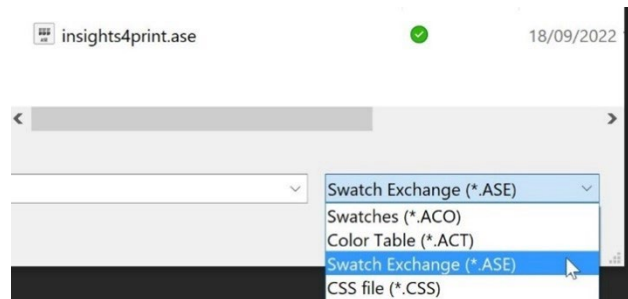 insights4print.ase 18/09/2022
Swatch Exchange (*.ASE)
Swatches (*.ACO)
Color Table (*.ACT)
Swatch Exchange (*.ASE)
CSS file (*.CSS)